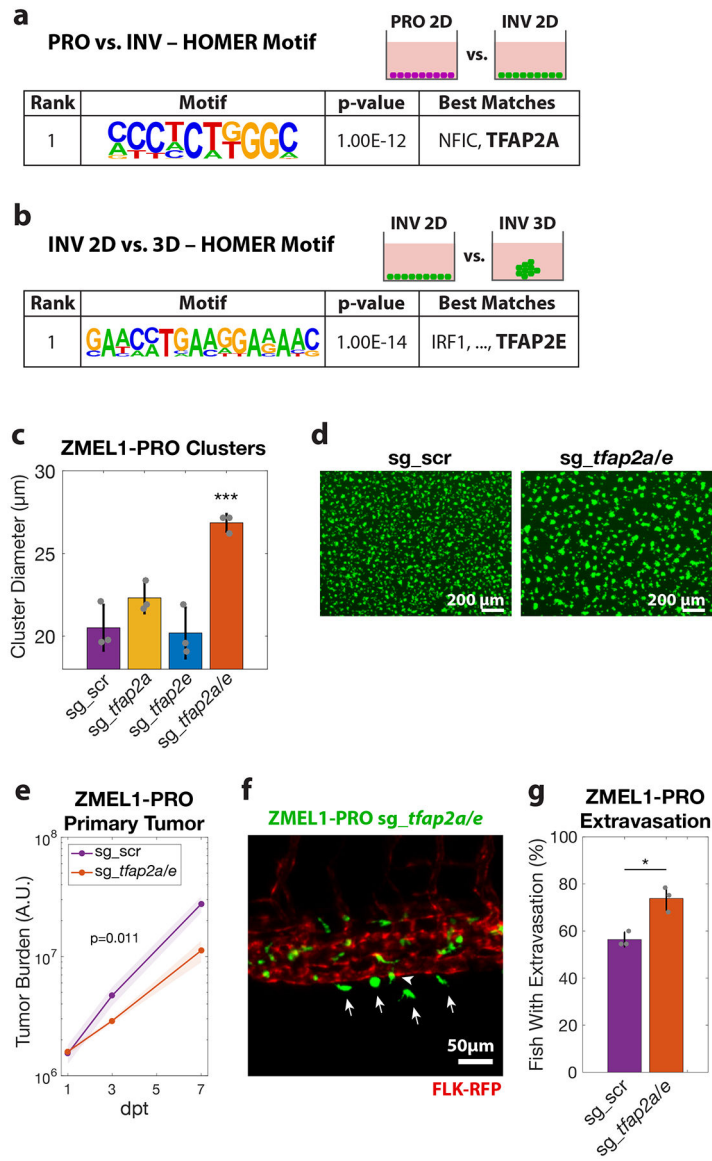 a
PRO vs. INV – HOMER Motif
PRO 2D
vs.
INV 2D
Rank Motif p-value Best Matches
1 CCCTCTGGGC 1.00E-12 NFIC, TFAP2A
b
INV 2D vs. 3D – HOMER Motif
INV 2D
vs.
INV 3D
Rank Motif p-value Best Matches
1 GAACCTGAAGGAAAAC 1.00E-14 IRF1, ..., TFAP2E
c
ZMEL1-PRO Clusters
Cluster Diameter (µm)
30
25
20
***
sg_scr
sg_tfap2a
sg_tfap2e
sg_tfap2a/e
d
sg_scr
sg_tfap2a/e
200 µm
200 µm
e
ZMEL1-PRO
Primary Tumor
Tumor Burden (A.U.)
10^8
10^7
10^6
sg_scr
sg_tfap2a/e
p=0.011
1 3 5 7
dpt
f
ZMEL1-PRO sg_tfap2a/e
50µm
FLK-RFP
g
ZMEL1-PRO
Extravasation
Fish With Extravasation (%)
100
80
60
40
20
0
*
sg_scr
sg_tfap2a/e